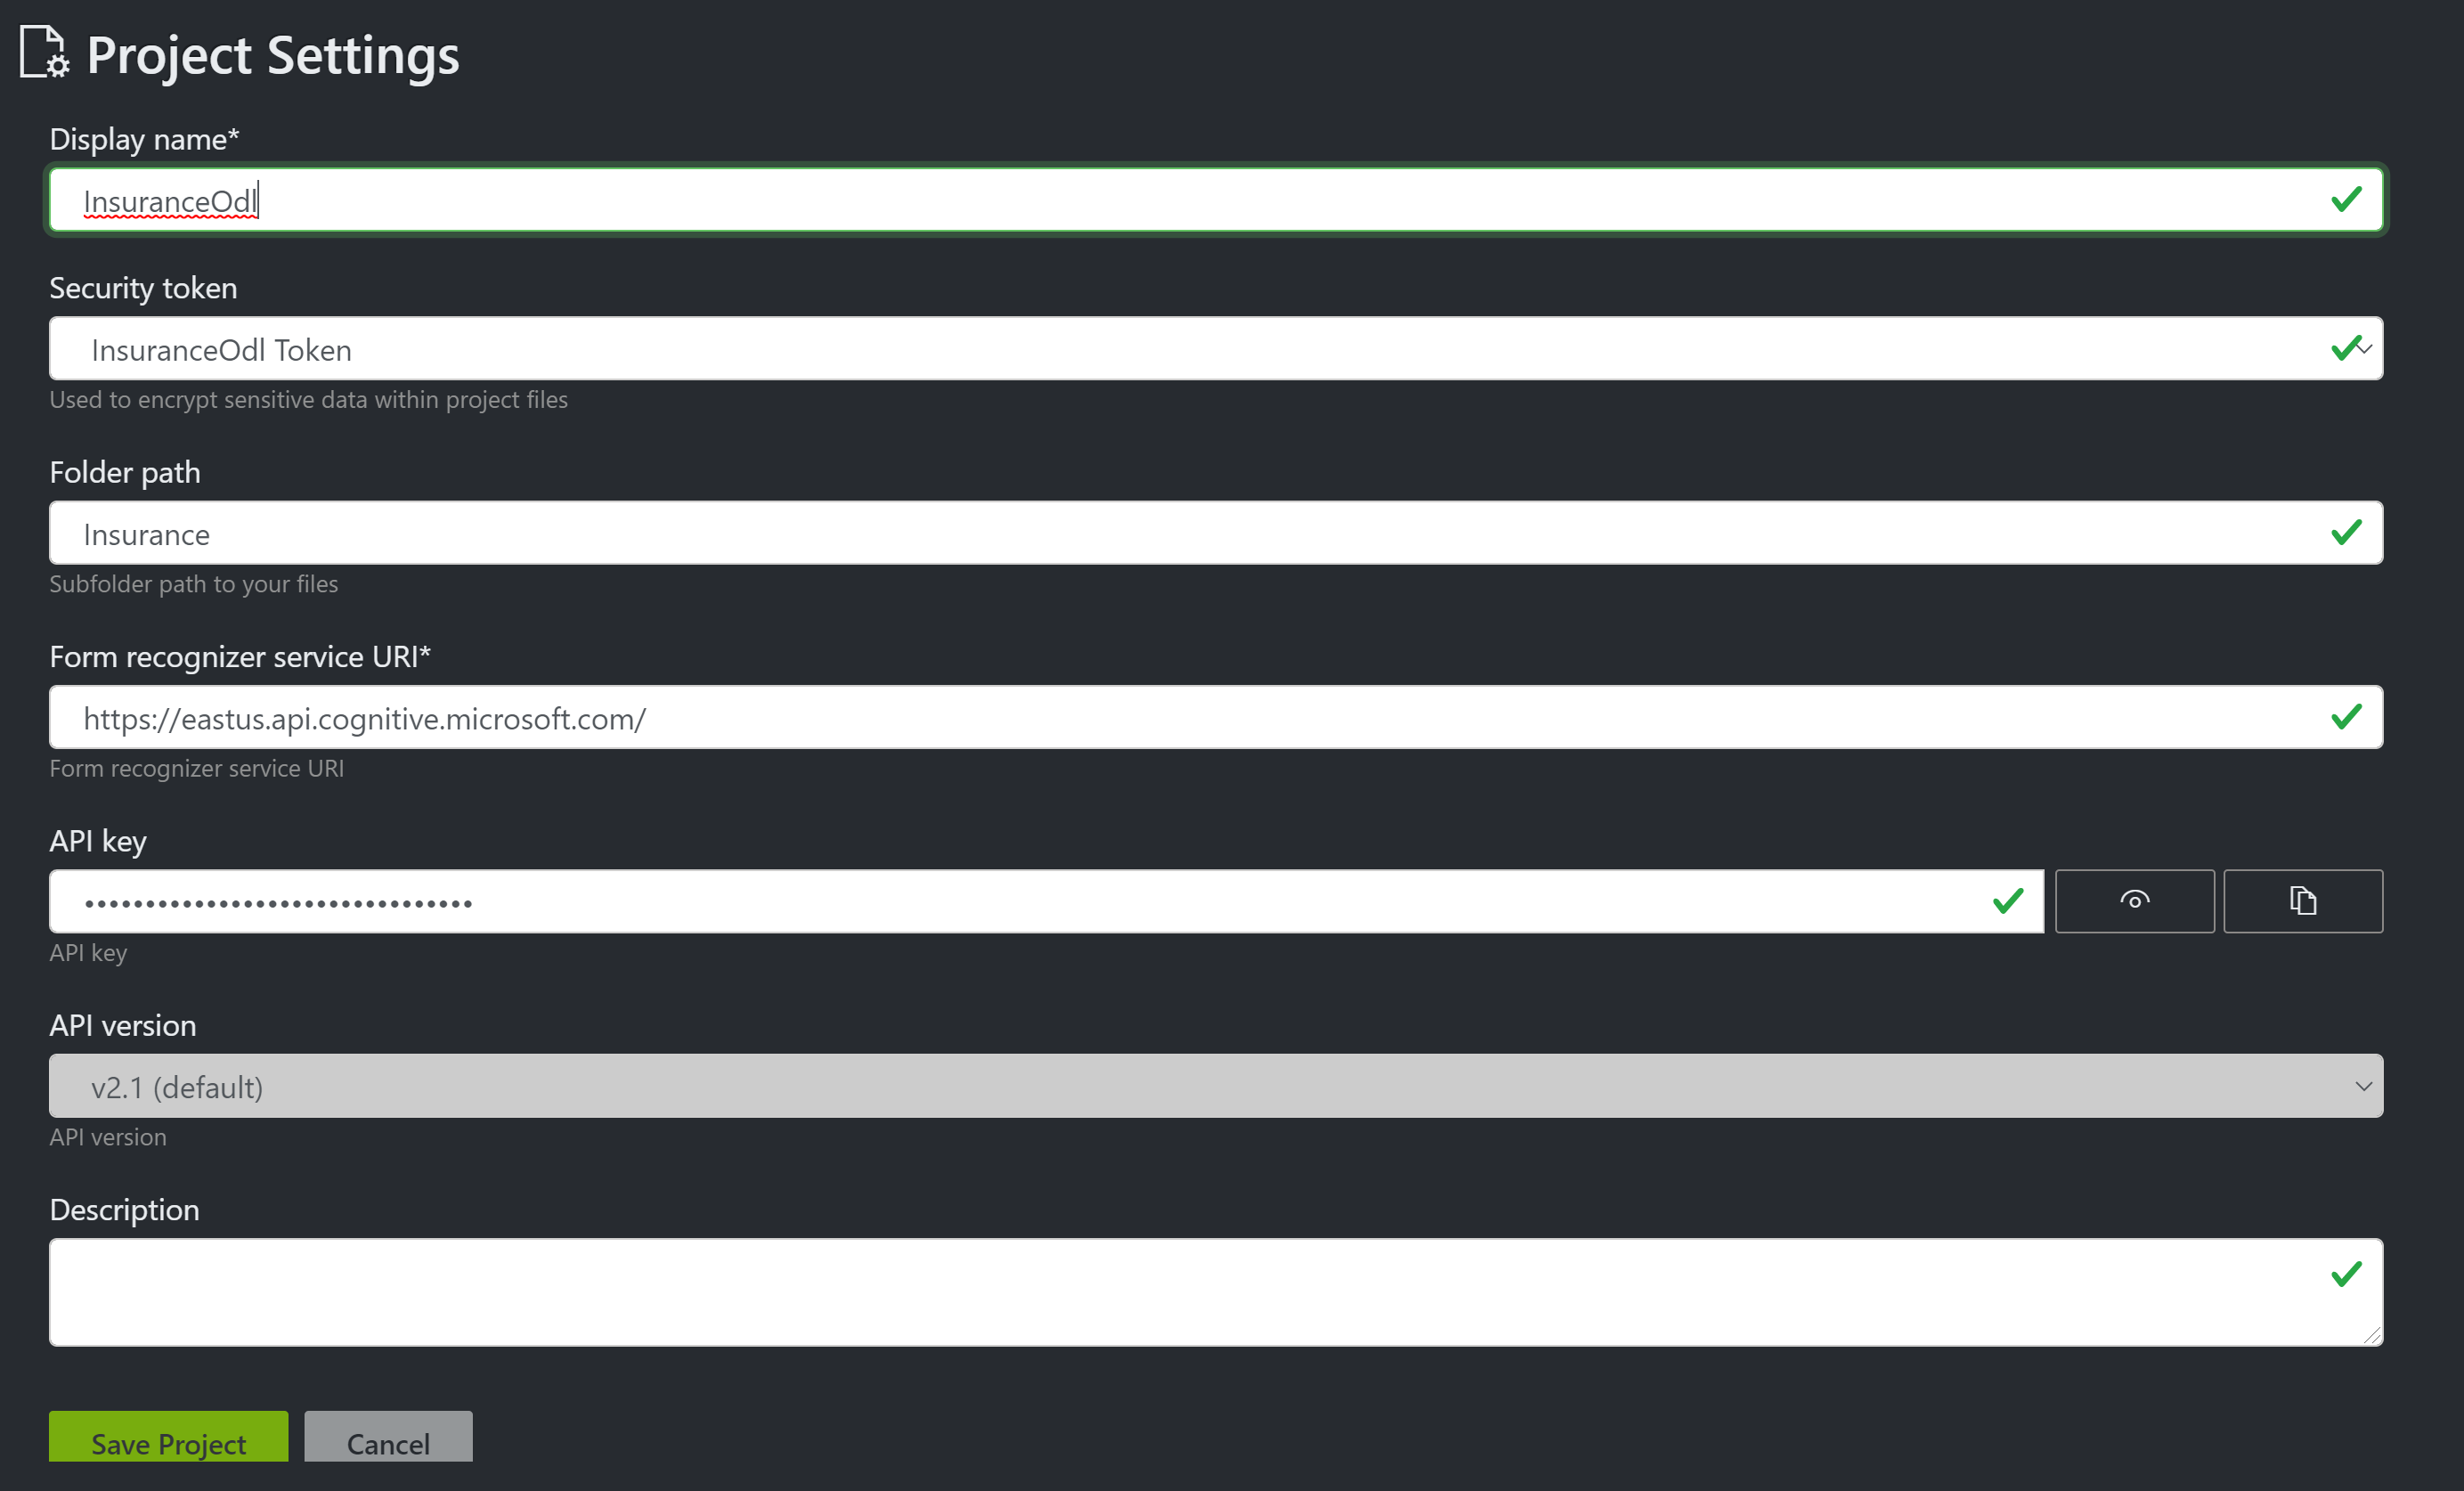 Project Settings
Display name*
InsuranceOdl
Security token
InsuranceOdl Token
Used to encrypt sensitive data within project files
Folder path
Insurance
Subfolder path to your files
Form recognizer service URI*
https://eastus.api.cognitive.microsoft.com/
Form recognizer service URI
API key
••••••••••••••••••••••••••••••••
API key
API version
v2.1 (default)
API version
Description
Save Project Cancel